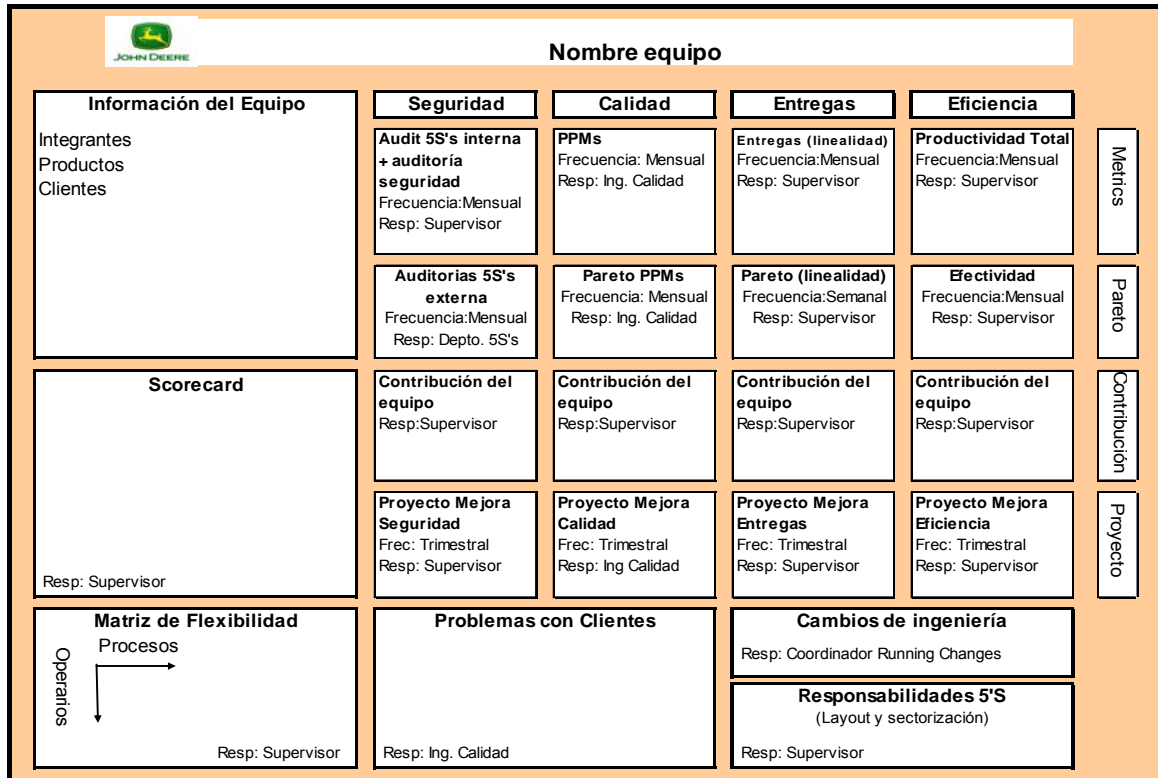 JOHN DEERE
Nombre equipo
Información del Equipo
Integrantes
Productos
Clientes
Seguridad
Calidad
Entregas
Eficiencia
Audit 5S's interna
+ auditoría
seguridad
Frecuencia:Mensual
Resp: Supervisor
PPMs
Frecuencia: Mensual
Resp: Ing. Calidad
Entregas (linealidad)
Frecuencia:Mensual
Resp: Supervisor
Productividad Total
Frecuencia:Mensual
Resp: Supervisor
Metrics
Auditorias 5S's
externa
Frecuencia:Mensual
Resp: Depto. 5S's
Pareto PPMs
Frecuencia: Mensual
Resp: Ing. Calidad
Pareto (linealidad)
Frecuencia:Semanal
Resp: Supervisor
Efectividad
Frecuencia:Mensual
Resp: Supervisor
Pareto
Scorecard
Resp: Supervisor
Contribución del
equipo
Resp:Supervisor
Contribución del
equipo
Resp:Supervisor
Contribución del
equipo
Resp:Supervisor
Contribución del
equipo
Resp:Supervisor
Contribución
Proyecto Mejora
Seguridad
Frec: Trimestral
Resp: Supervisor
Proyecto Mejora
Calidad
Frec: Trimestral
Resp: Ing Calidad
Proyecto Mejora
Entregas
Frec: Trimestral
Resp: Supervisor
Proyecto Mejora
Eficiencia
Frec: Trimestral
Resp: Supervisor
Proyecto
Matriz de Flexibilidad
Procesos
Operarios
Resp: Supervisor
Problemas con Clientes
Resp: Ing. Calidad
Cambios de ingeniería
Resp: Coordinador Running Changes
Responsabilidades 5'S
(Layout y sectorización)
Resp: Supervisor